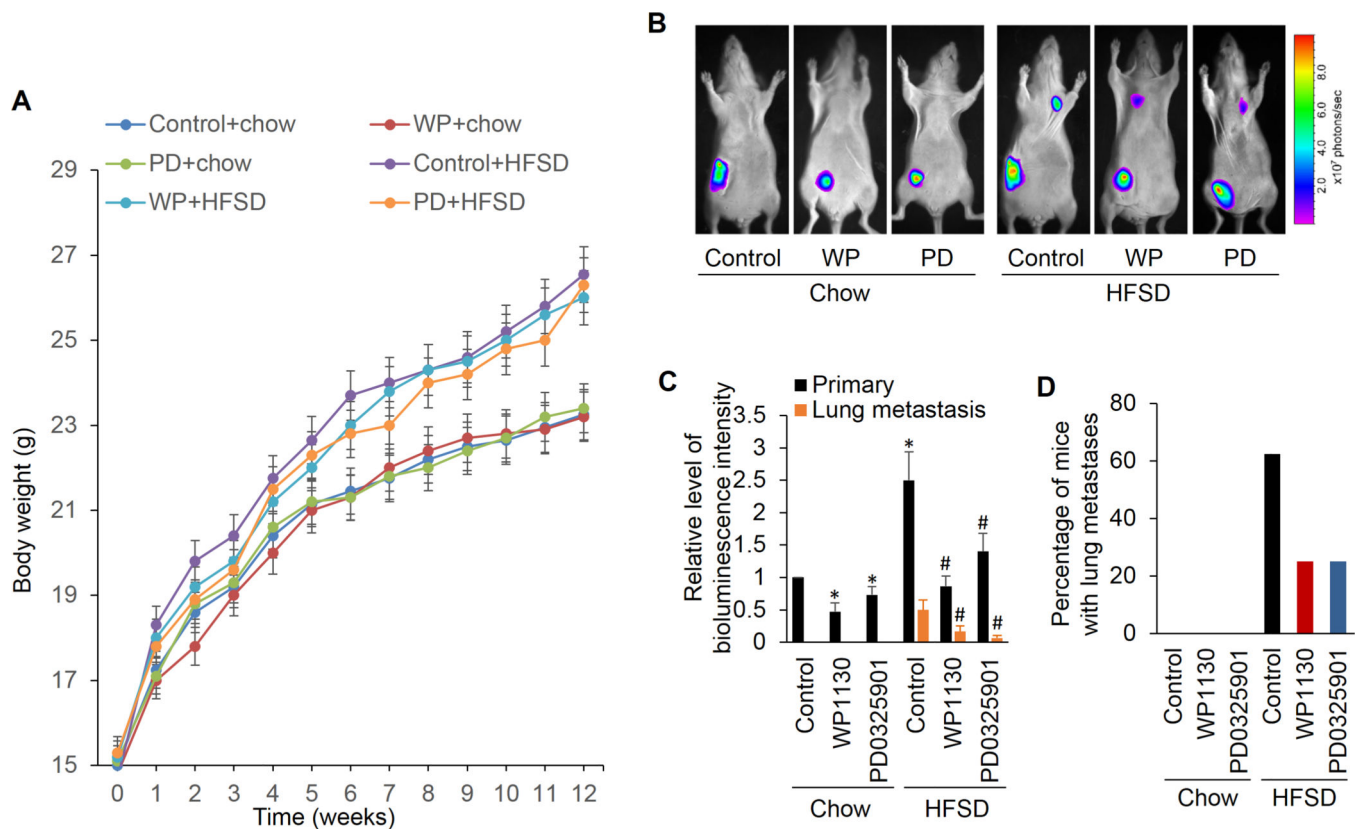 A
Control+chow
WP+chow
PD+chow
Control+HFSD
WP+HFSD
PD+HFSD
29
27
25
23
21
19
17
15
Body weight (g)
0 1 2 3 4 5 6 7 8 9 10 11 12
Time (weeks)
B
Control WP PD Control WP PD
Chow HFSD
8.0
6.0
4.0
2.0
x10⁷ photons/sec
C
Primary
Lung metastasis
Relative level of
bioluminescence intensity
3.5
3
2.5
2
1.5
1
0.5
0
* * * # # # #
Control
WP1130
PD0325901
Control
WP1130
PD0325901
Chow HFSD
D
Percentage of mice
with lung metastases
80
60
40
20
0
Control
WP1130
PD0325901
Control
WP1130
PD0325901
Chow HFSD